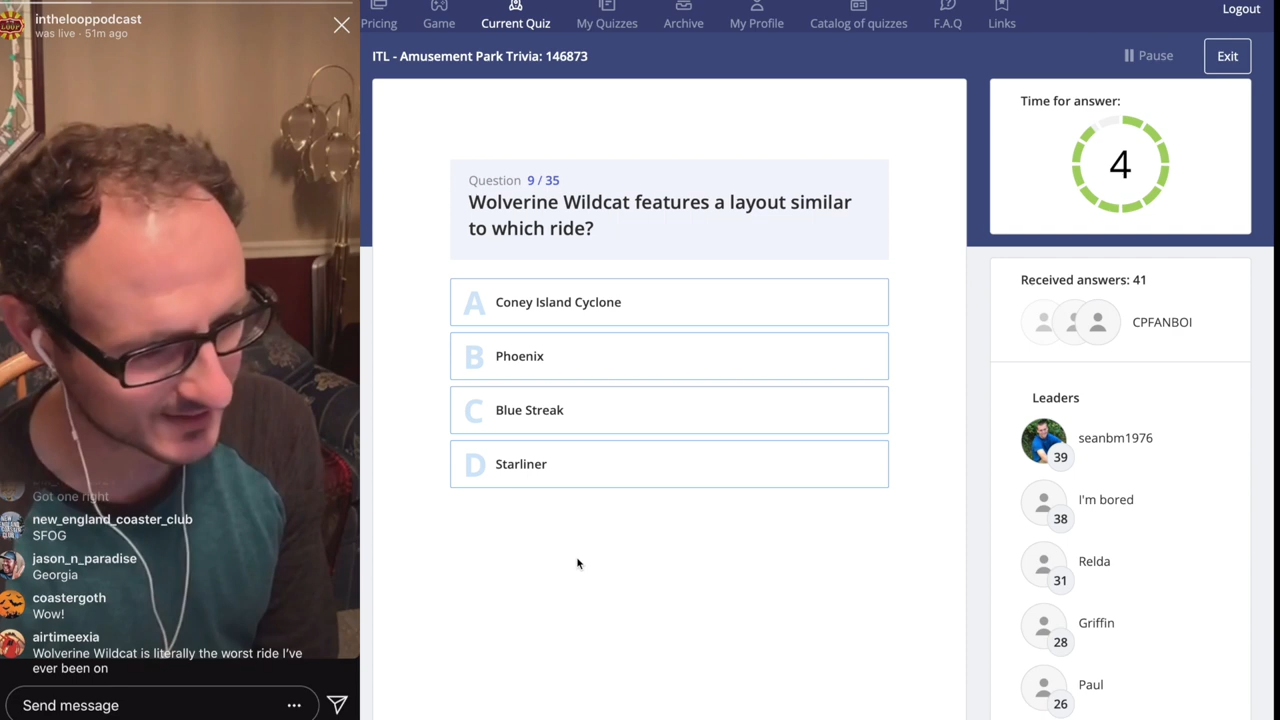 inthelooppodcast
was live · 51m ago
LOOP
Got one right
new_england_coaster_club
SFOG
jason_n_paradise
Georgia
coastergoth
Wow!
airtimeexia
Wolverine Wildcat is literally the worst ride I've
ever been on
Send message
Pricing
Game
Current Quiz
My Quizzes
Archive
My Profile
Catalog of quizzes
F.A.Q
Links
Logout
ITL - Amusement Park Trivia: 146873
Pause
Exit
Question 9 / 35
Wolverine Wildcat features a layout similar
to which ride?
A Coney Island Cyclone
B Phoenix
C Blue Streak
D Starliner
Time for answer:
4
Received answers: 41
CPFANBOI
Leaders
seanbm1976
39
I'm bored
38
Relda
31
Griffin
28
Paul
26